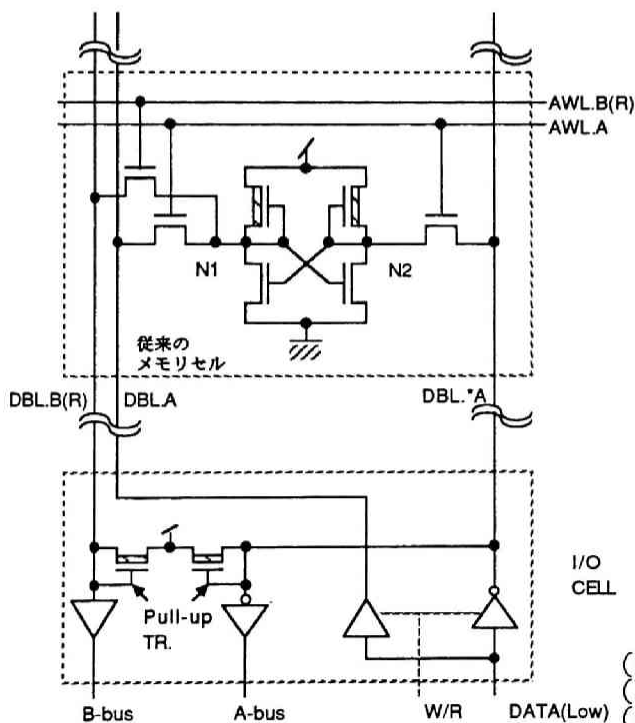 AWL.B(R)
AWL.A
N1
N2
従来の
メモリセル
DBL.B(R)
DBL.A
DBL.*A
I/O
CELL
Pull-up
TR.
B-bus
A-bus
W/R
DATA(Low)